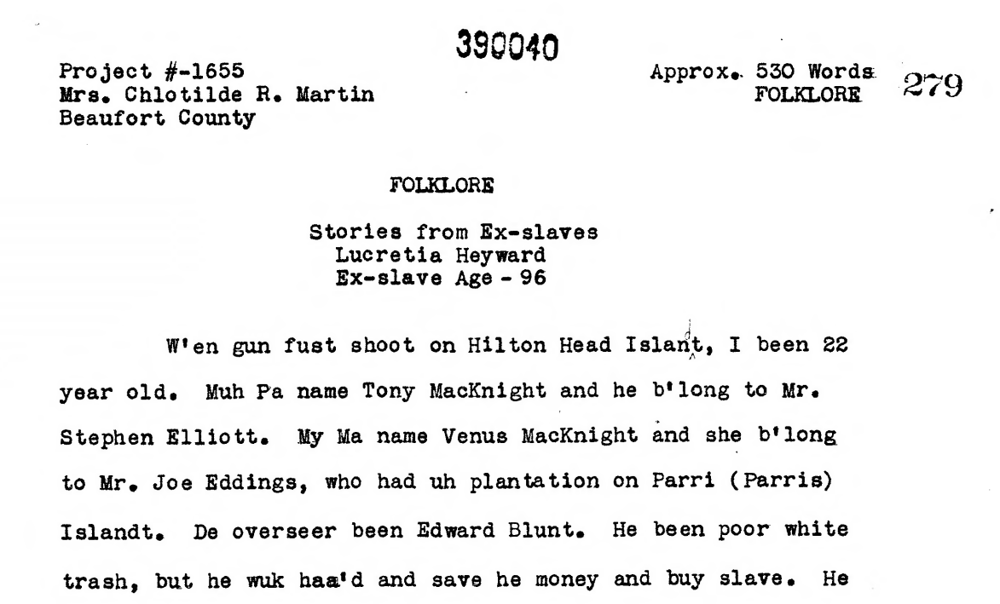 390040
Project #-1655
Mrs. Chlotilde R. Martin
Beaufort County
Approx. 530 Words
FOLKLORE
279
FOLKLORE
Stories from Ex-slaves
Lucretia Heyward
Ex-slave Age - 96
W'en gun fust shoot on Hilton Head Islandt, I been 22
year old. Muh Pa name Tony MacKnight and he b'long to Mr.
Stephen Elliott. My Ma name Venus MacKnight and she b'long
to Mr. Joe Eddings, who had uh plantation on Parri (Parris)
Islandt. De overseer been Edward Blunt. He been poor white
trash, but he wuk haa'd and save he money and buy slave. He